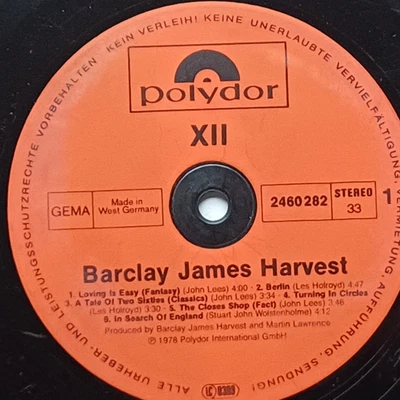 KEIN VERLEIH! KEINE UNERLAUBTE VERVIELFÄLTIGUNG, VERMIETUNG, AUFFÜHRUNG, SENDUNG!
ALLE URHEBER- UND LEISTUNGSSCHUTZRECHTE VORBEHALTEN
polydor
XII
GEMA
Made in
West Germany
2460 282
STEREO
33
1
Barclay James Harvest
1. Loving Is Easy (Fantasy) (John Lees) 4:00 - 2. Berlin (Les Holroyd) 4:47
3. A Tale Of Two Sixties (Classics) (John Lees) 3:34 - 4. Turning In Circles
(Les Holroyd) 3:30 - 5. The Closes Shop (Fact) (John Lees) 3:46
6. In Search Of England (Stuart John Wolstenholme) 4:12
Produced by Barclay James Harvest and Martin Lawrence
℗ 1978 Polydor International GmbH